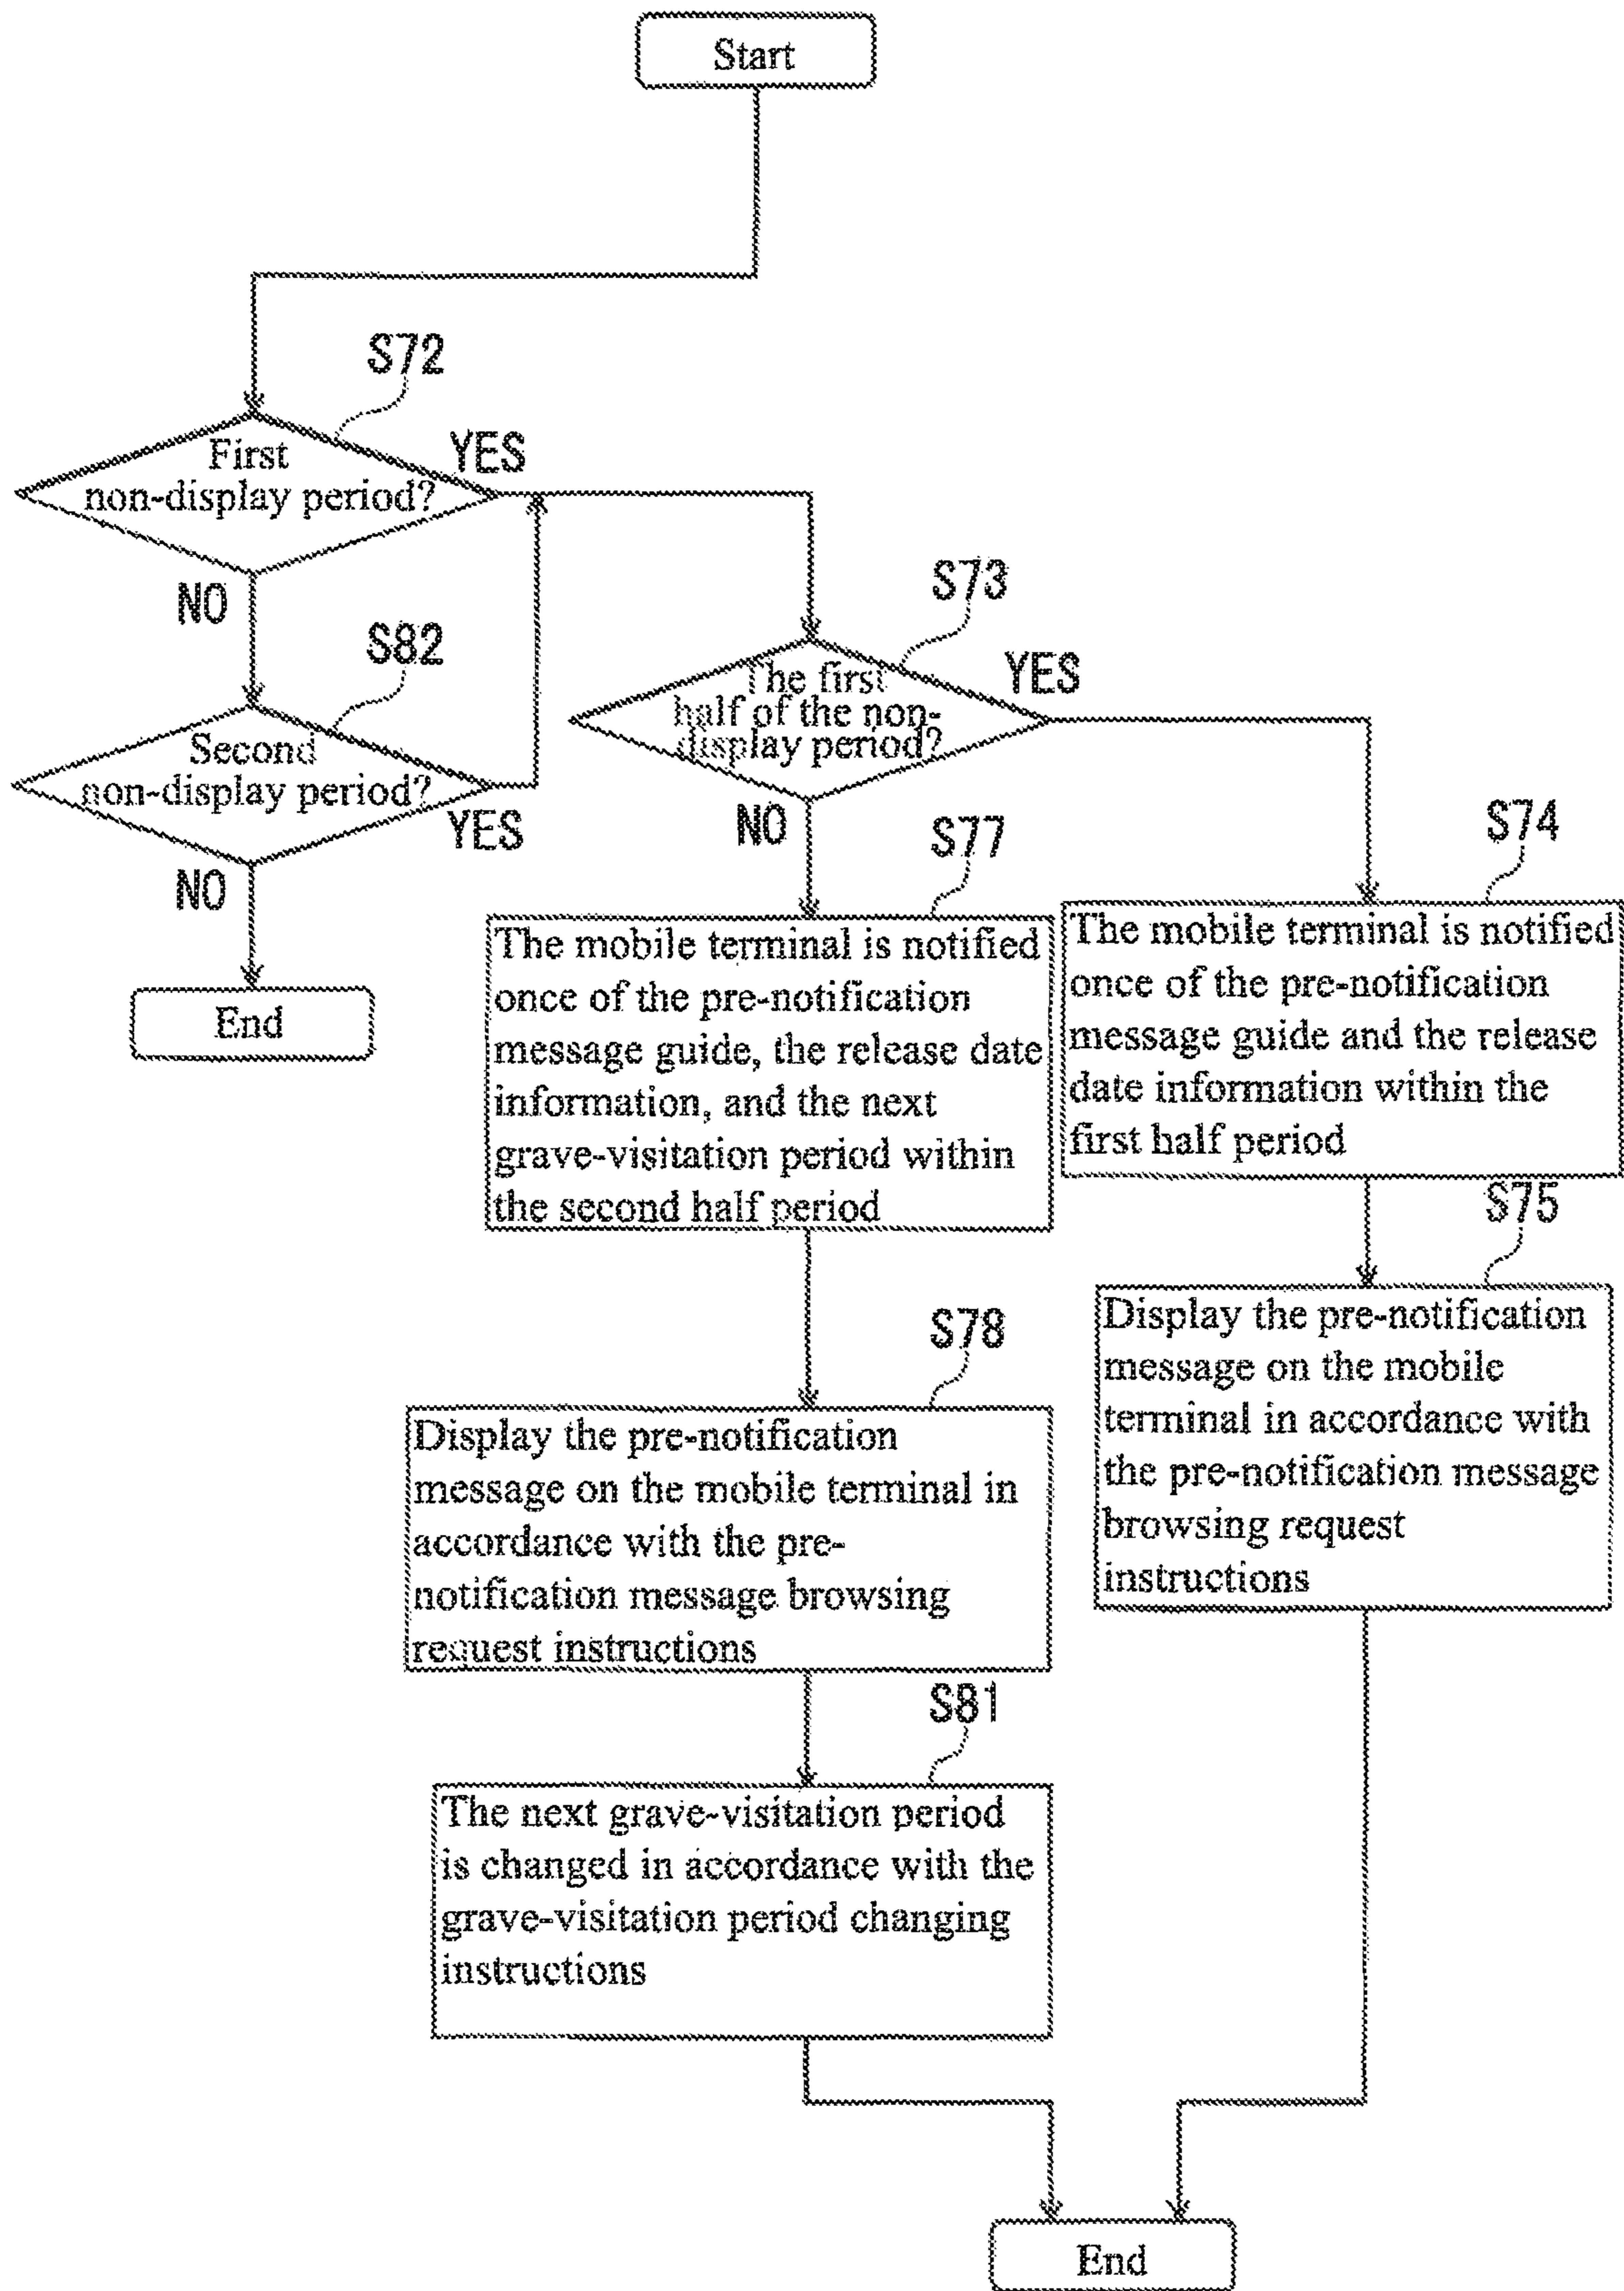 Start
S72
First
non-display period?
YES
NO
S82
Second
non-display period?
YES
NO
End
S73
The first
half of the non-
display period?
YES
NO
S77
The mobile terminal is notified
once of the pre-notification
message guide, the release date
information, and the next
grave-visitation period within
the second half period
S74
The mobile terminal is notified
once of the pre-notification
message guide and the release
date information within the
first half period
S75
Display the pre-notification
message on the mobile
terminal in accordance with
the pre-notification message
browsing request
instructions
S78
Display the pre-notification
message on the mobile terminal in
accordance with the pre-
notification message browsing
request instructions
S81
The next grave-visitation period
is changed in accordance with the
grave-visitation period changing
instructions
End